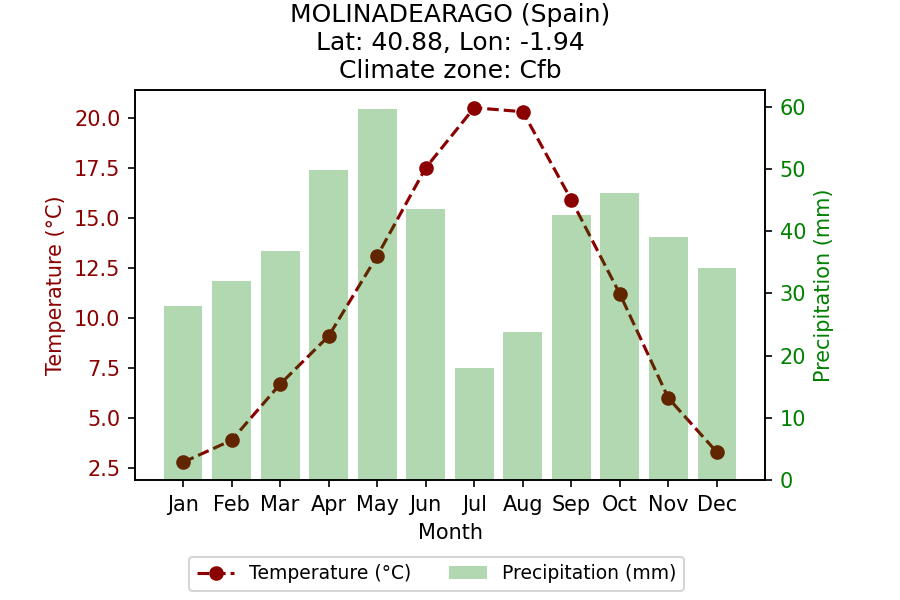 MOLINADEARAGO (Spain)
Lat: 40.88, Lon: -1.94
Climate zone: Cfb
Temperature (°C)
20.0
17.5
15.0
12.5
10.0
7.5
5.0
2.5
60
50
40
30
20
10
0
Precipitation (mm)
Jan Feb Mar Apr May Jun Jul Aug Sep Oct Nov Dec
Month
Temperature (°C) Precipitation (mm)